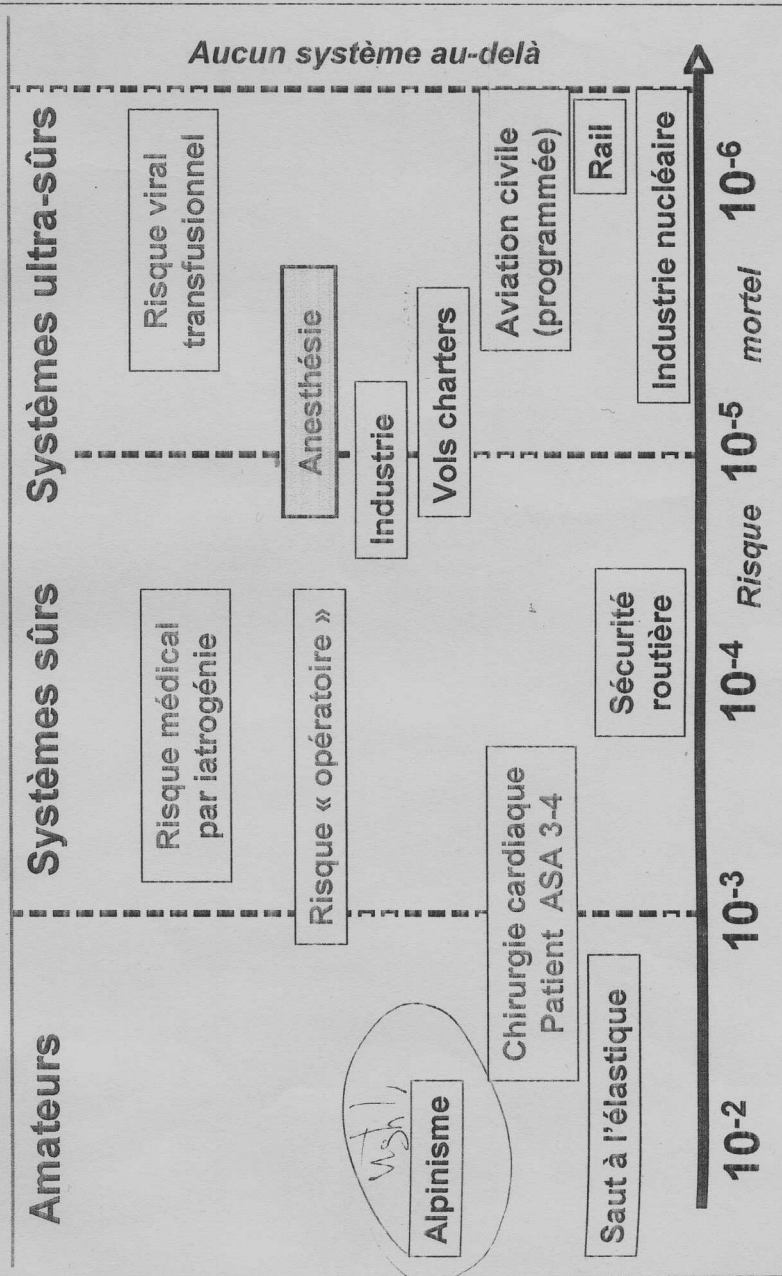 Aucun système au-delà
Amateurs
Systèmes sûrs
Systèmes ultra-sûrs
Risque médical
par iatrogénie
Risque viral
transfusionnel
Risque « opératoire »
Anesthésie
Industrie
Alpinisme
Vols charters
Chirurgie cardiaque
Patient ASA 3-4
Aviation civile
(programmée)
Saut à l'élastique
Sécurité
routière
Rail
Industrie nucléaire
10-2
10-3
10-4
10-5
10-6
Risque mortel